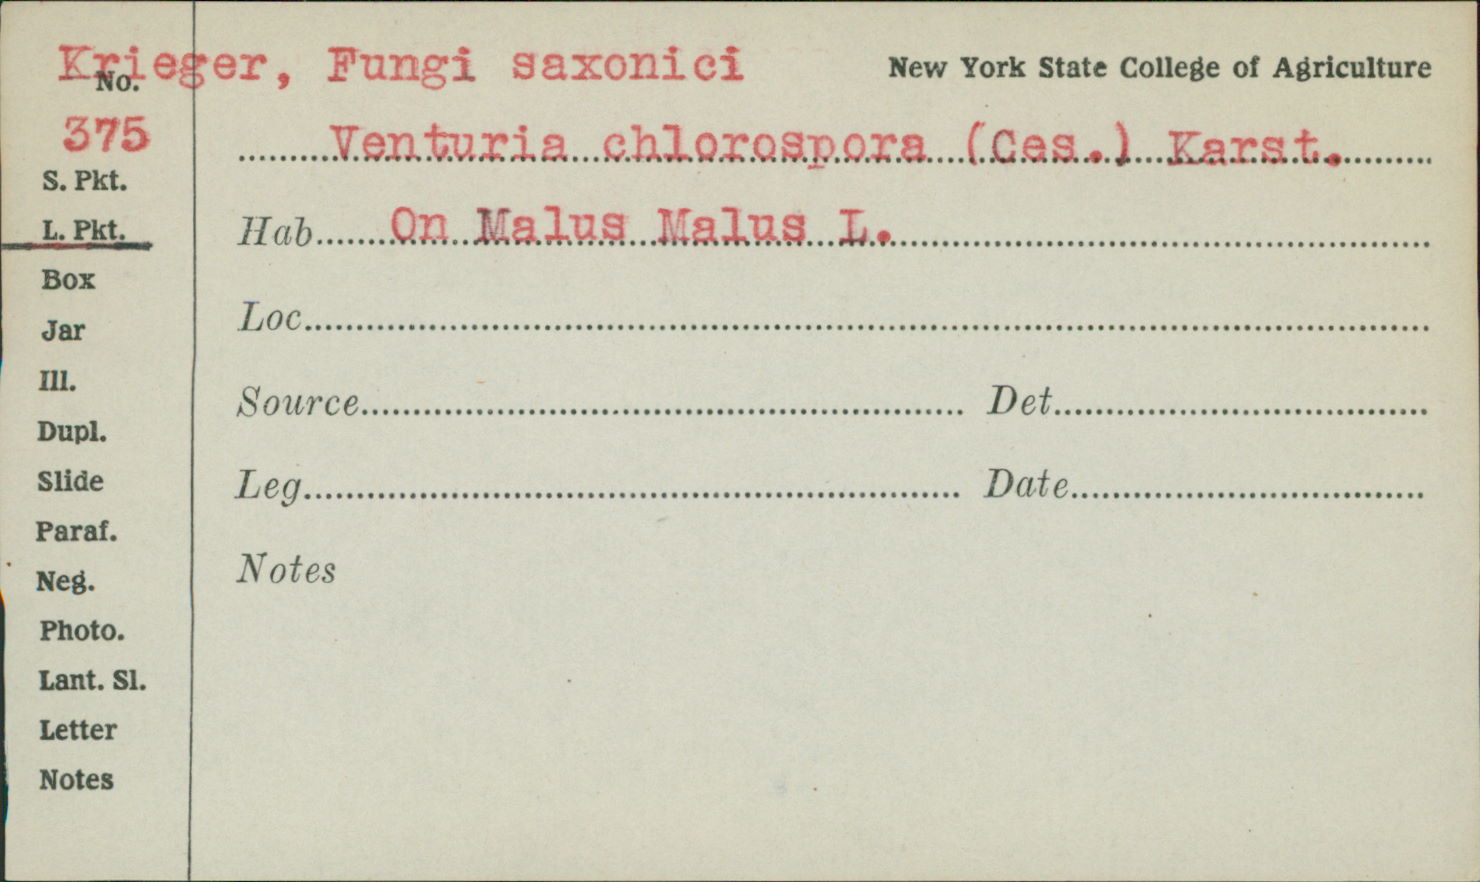 Krieger, Fungi saxonici
New York State College of Agriculture
No.
375
Venturia chlorospora (Ces.) Karst.
S. Pkt.
L. Pkt.
Hab. On Malus Malus L.
Box
Loc.
Jar
Ill.
Source Det.
Dupl.
Slide
Leg. Date
Paraf.
Notes
Neg.
Photo.
Lant. Sl.
Letter
Notes